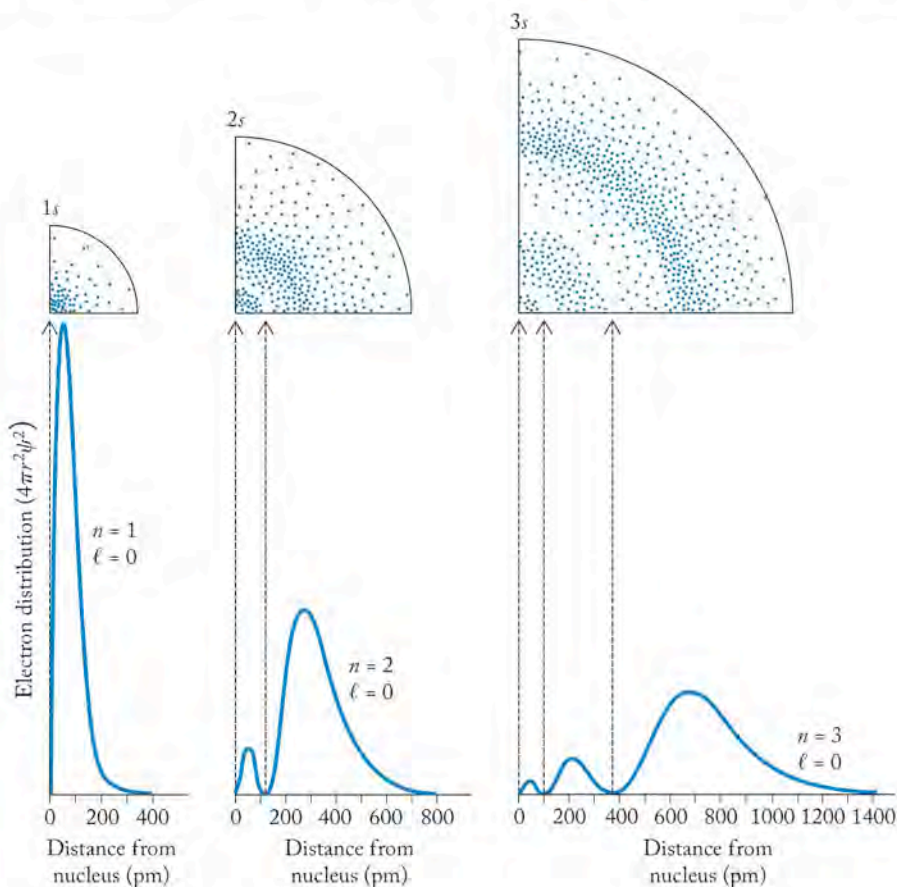 3s
2s
1s
Electron distribution (4πr²ψ²)
n = 1
ℓ = 0
n = 2
ℓ = 0
n = 3
ℓ = 0
0 200 400
0 200 400 600 800
0 200 400 600 800 1000 1200 1400
Distance from
nucleus (pm)
Distance from
nucleus (pm)
Distance from
nucleus (pm)